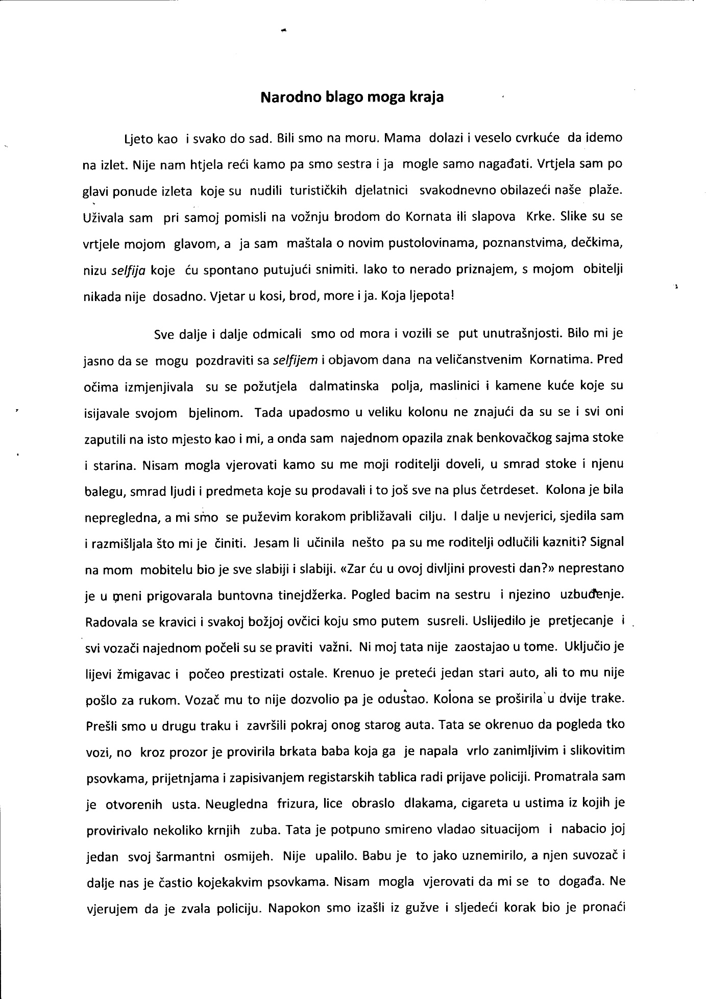 Narodno blago moga kraja
Ljeto kao i svako do sad. Bili smo na moru. Mama dolazi i veselo cvrkuće da idemo
na izlet. Nije nam htjela reći kamo pa smo sestra i ja mogle samo nagađati. Vrtjela sam po
glavi ponude izleta koje su nudili turističkih djelatnici svakodnevno obilazeći naše plaže.
Uživala sam pri samoj pomisli na vožnju brodom do Kornata ili slapova Krke. Slike su se
vrtjele mojom glavom, a ja sam maštala o novim pustolovinama, poznanstvima, dečkima,
nizu selfija koje ću spontano putujući snimiti. Iako to nerado priznajem, s mojom obitelji
nikada nije dosadno. Vjetar u kosi, brod, more i ja. Koja ljepota!
Sve dalje i dalje odmicali smo od mora i vozili se put unutrašnjosti. Bilo mi je
jasno da se mogu pozdraviti sa selfijem i objavom dana na veličanstvenim Kornatima. Pred
očima izmjenjivala su se požutjela dalmatinska polja, maslinici i kamene kuće koje su
isijavale svojom bjelinom. Tada upadosmo u veliku kolonu ne znajući da su se i svi oni
zaputili na isto mjesto kao i mi, a onda sam najednom opazila znak benkovačkog sajma stoke
i starina. Nisam mogla vjerovati kamo su me moji roditelji doveli, u smrad stoke i njenu
balegu, smrad ljudi i predmeta koje su prodavali i to još sve na plus četrdeset. Kolona je bila
nepregledna, a mi smo se puževim korakom približavali cilju. I dalje u nevjerici, sjedila sam
i razmišljala što mi je činiti. Jesam li učinila nešto pa su me roditelji odlučili kazniti? Signal
na mom mobitelu bio je sve slabiji i slabiji. «Zar ću u ovoj divljini provesti dan?» neprestano
je u meni prigovarala buntovna tinejdžerka. Pogled bacim na sestru i njezino uzbuđenje.
Radovala se kravici i svakoj božjoj ovčici koju smo putem susreli. Uslijedilo je pretjecanje i
svi vozači najednom počeli su se praviti važni. Ni moj tata nije zaostajao u tome. Uključio je
lijevi žmigavac i počeo prestizati ostale. Krenuo je preteći jedan stari auto, ali to mu nije
pošlo za rukom. Vozač mu to nije dozvolio pa je odustao. Kolona se proširila u dvije trake.
Prešli smo u drugu traku i završili pokraj onog starog auta. Tata se okrenuo da pogleda tko
vozi, no kroz prozor je provirila brkata baba koja ga je napala vrlo zanimljivim i slikovitim
psovkama, prijetnjama i zapisivanjem registarskih tablica radi prijave policiji. Promatrala sam
je otvorenih usta. Neugledna frizura, lice obraslo dlakama, cigareta u ustima iz kojih je
provirivalo nekoliko krnjih zuba. Tata je potpuno smireno vladao situacijom i nabacio joj
jedan svoj šarmantni osmijeh. Nije upalilo. Babu je to jako uznemirilo, a njen suvozač i
dalje nas je častio kojekakvim psovkama. Nisam mogla vjerovati da mi se to događa. Ne
vjerujem da je zvala policiju. Napokon smo izašli iz gužve i sljedeći korak bio je pronaći